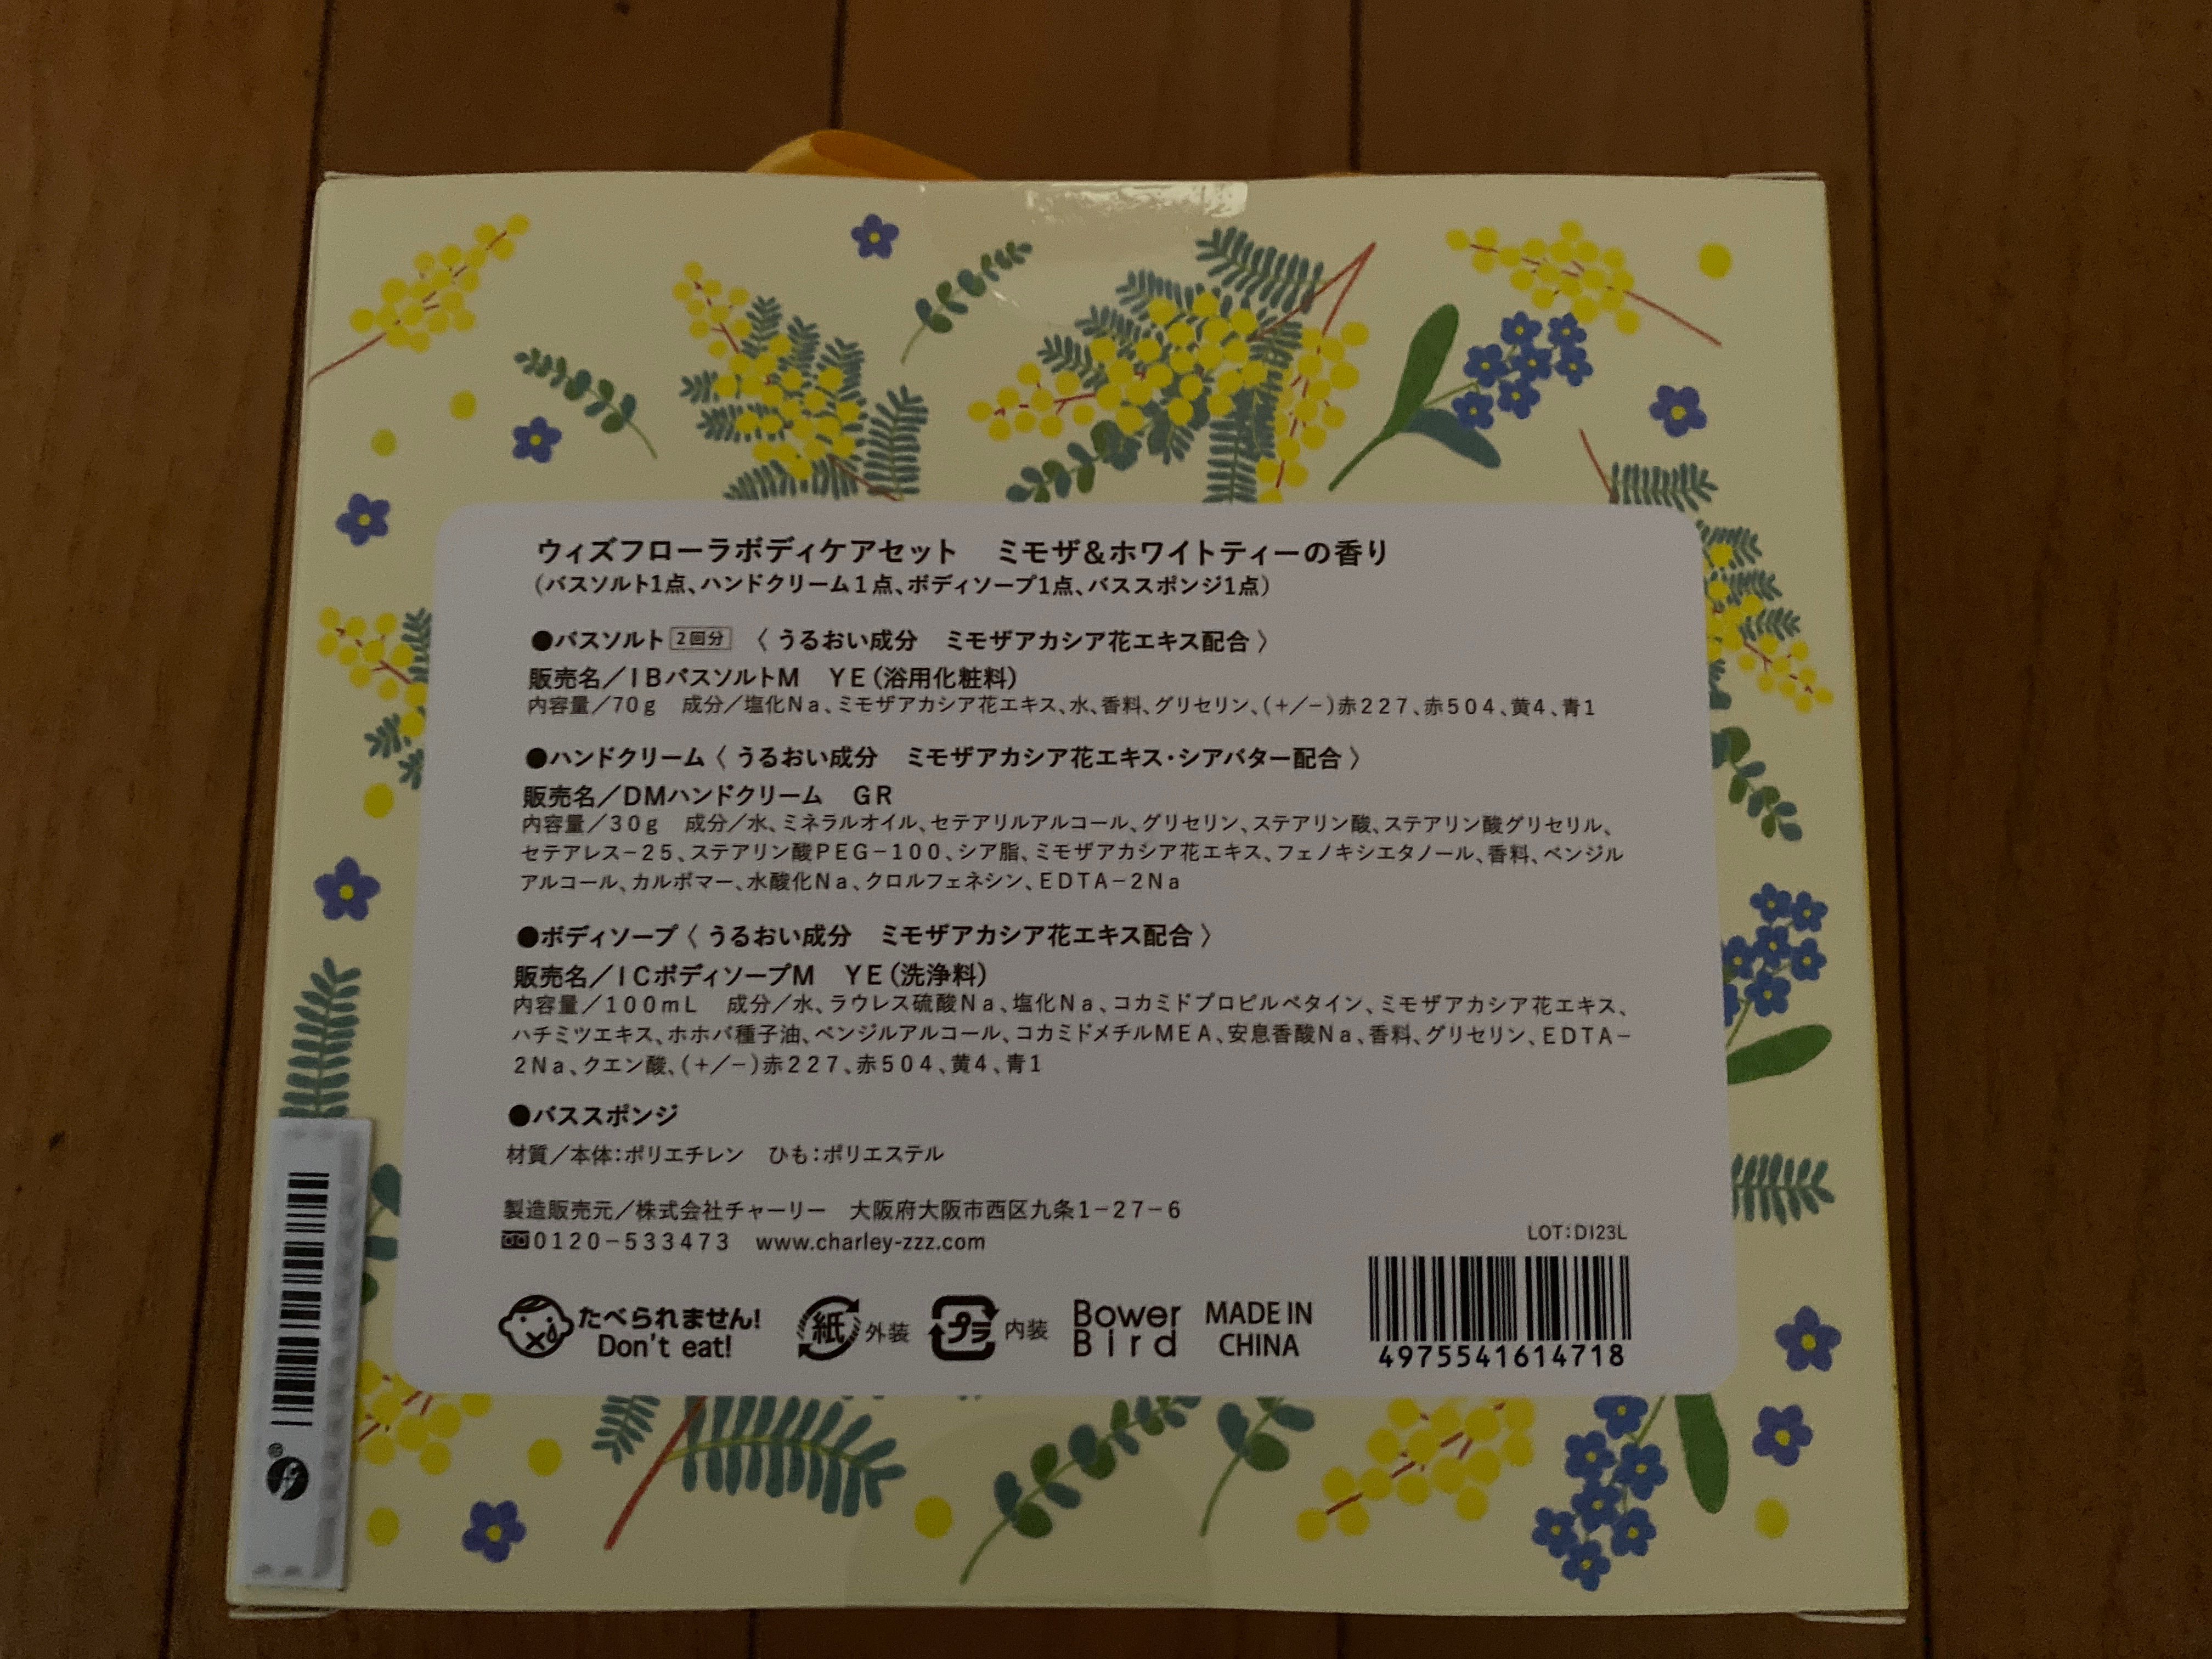 ウィズフローラボディケアセット　ミモザ&ホワイトティーの香り
（バスソルト1点、ハンドクリーム1点、ボディソープ1点、バススポンジ1点）
●バスソルト 2回分 〈 うるおい成分　ミモザアカシア花エキス配合 〉
販売名／IBバスソルトM　YE（浴用化粧料）
内容量／70g　成分／塩化Na、ミモザアカシア花エキス、水、香料、グリセリン、(+/−)赤227、赤504、黄4、青1
●ハンドクリーム〈 うるおい成分　ミモザアカシア花エキス・シアバター配合 〉
販売名／DMハンドクリーム　GR
内容量／30g　成分／水、ミネラルオイル、セテアリルアルコール、グリセリン、ステアリン酸、ステアリン酸グリセリル、
セテアレス−25、ステアリン酸PEG−100、シア脂、ミモザアカシア花エキス、フェノキシエタノール、香料、ベンジル
アルコール、カルボマー、水酸化Na、クロルフェネシン、EDTA−2Na
●ボディソープ〈 うるおい成分　ミモザアカシア花エキス配合 〉
販売名／ICボディソープM　YE（洗浄料）
内容量／100mL　成分／水、ラウレス硫酸Na、塩化Na、コカミドプロピルベタイン、ミモザアカシア花エキス、
ハチミツエキス、ホホバ種子油、ベンジルアルコール、コカミドメチルMEA、安息香酸Na、香料、グリセリン、EDTA−
2Na、クエン酸、(+/−)赤227、赤504、黄4、青1
●バススポンジ
材質／本体：ポリエチレン　ひも：ポリエステル
製造販売元／株式会社チャーリー　大阪府大阪市西区九条1−27−6
0120−533473　www.charley-zzz.com
LOT:DI23L
たべられません!
Don't eat!
紙 外装
プラ 内装
Bower
Bird
MADE IN
CHINA
4975541614718